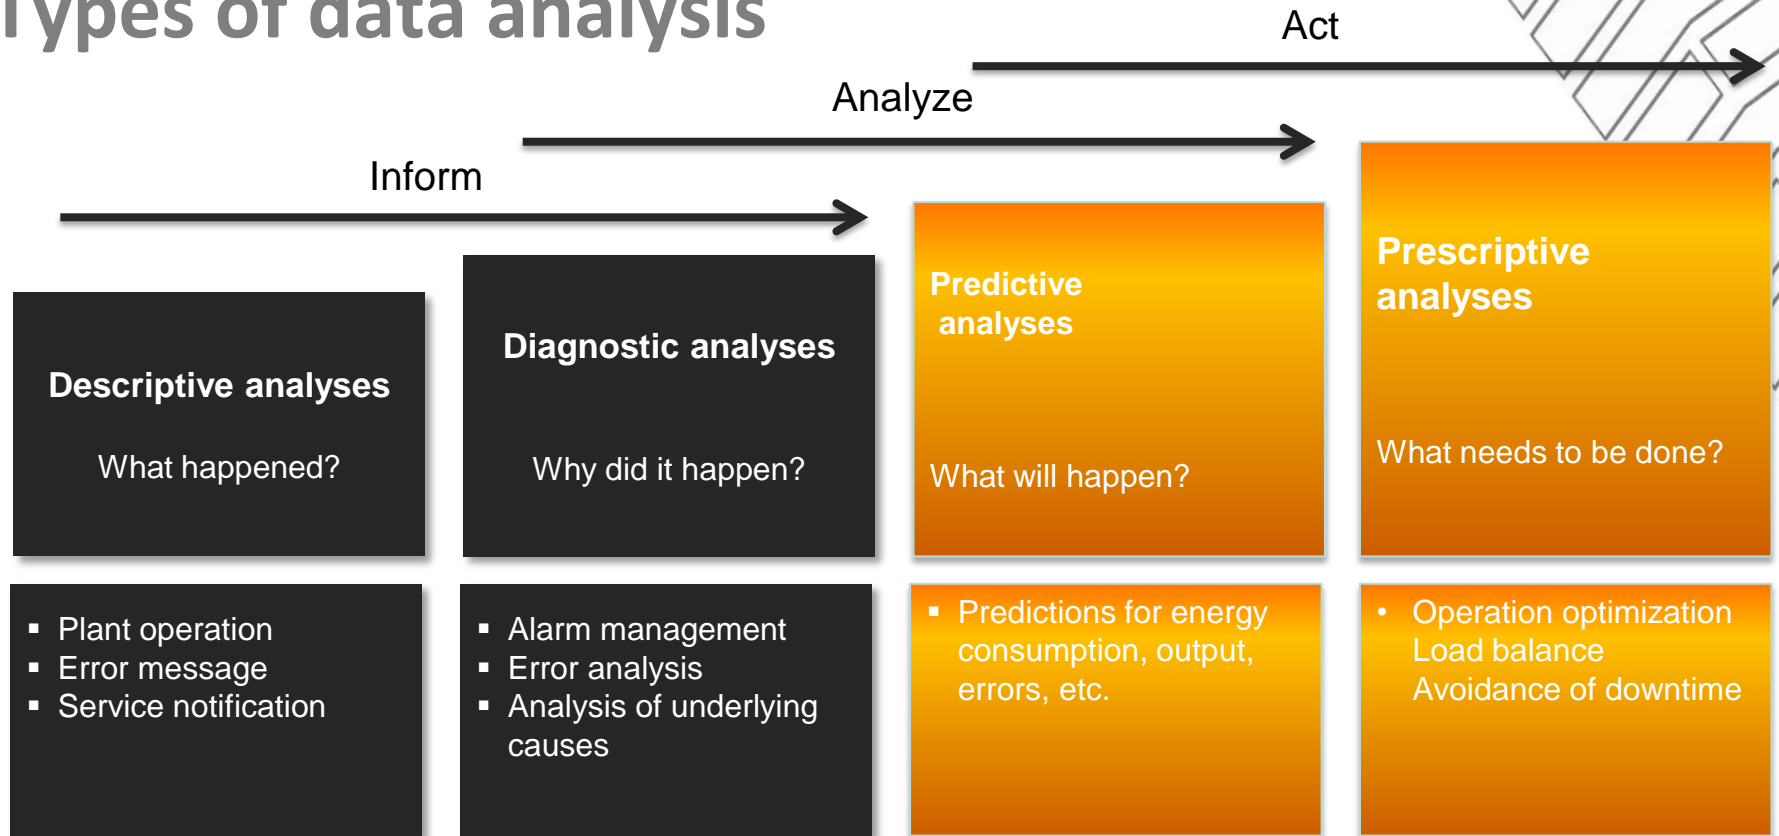 Types of data analysis
Act
Analyze
Inform
Descriptive analyses
What happened?
Diagnostic analyses
Why did it happen?
Predictive
analyses
What will happen?
Prescriptive
analyses
What needs to be done?
▪ Plant operation
▪ Error message
▪ Service notification
▪ Alarm management
▪ Error analysis
▪ Analysis of underlying
causes
▪ Predictions for energy
consumption, output,
errors, etc.
• Operation optimization
Load balance
Avoidance of downtime